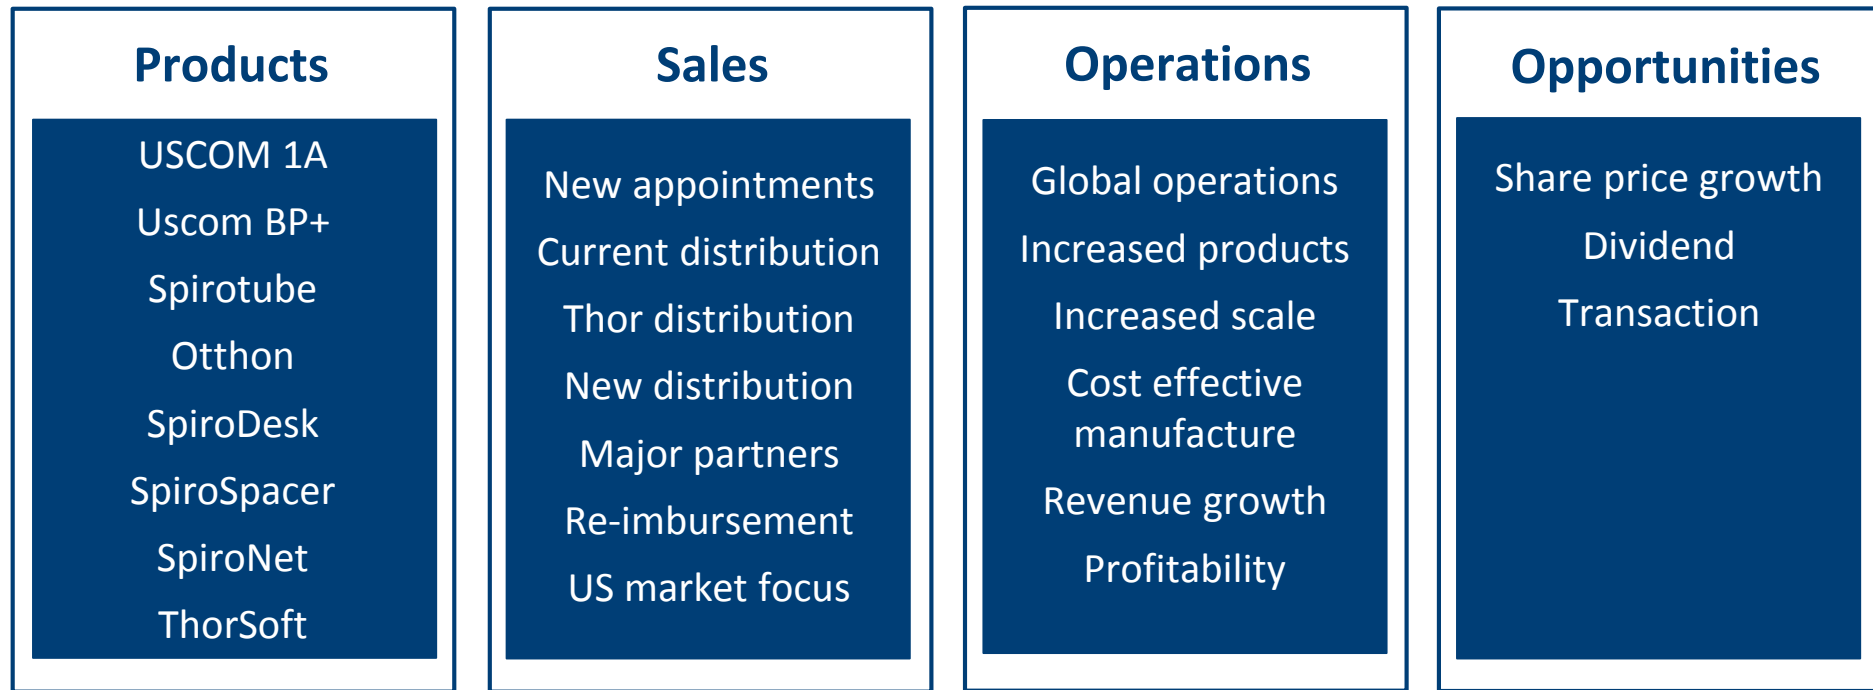 Products
USCOM 1A
Uscom BP+
Spirotube
Otthon
SpiroDesk
SpiroSpacer
SpiroNet
ThorSoft
Sales
New appointments
Current distribution
Thor distribution
New distribution
Major partners
Re-imbursement
US market focus
Operations
Global operations
Increased products
Increased scale
Cost effective
manufacture
Revenue growth
Profitability
Opportunities
Share price growth
Dividend
Transaction